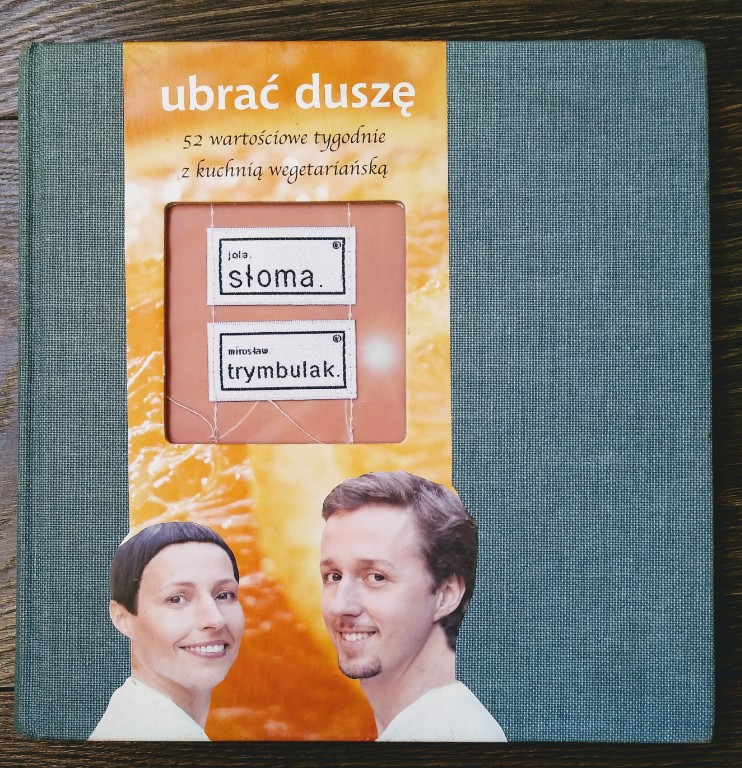 ubrać duszę
52 wartościowe tygodnie
z kuchnią wegetariańską
jola.
słoma.
mirosław
trymbulak.